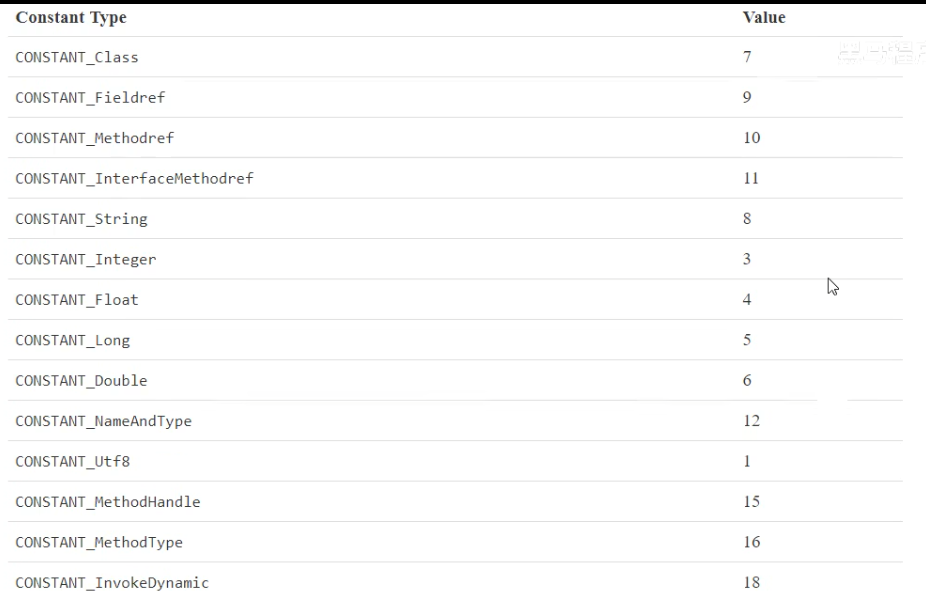 Constant Type Value
CONSTANT_Class 7
CONSTANT_Fieldref 9
CONSTANT_Methodref 10
CONSTANT_InterfaceMethodref 11
CONSTANT_String 8
CONSTANT_Integer 3
CONSTANT_Float 4
CONSTANT_Long 5
CONSTANT_Double 6
CONSTANT_NameAndType 12
CONSTANT_Utf8 1
CONSTANT_MethodHandle 15
CONSTANT_MethodType 16
CONSTANT_InvokeDynamic 18